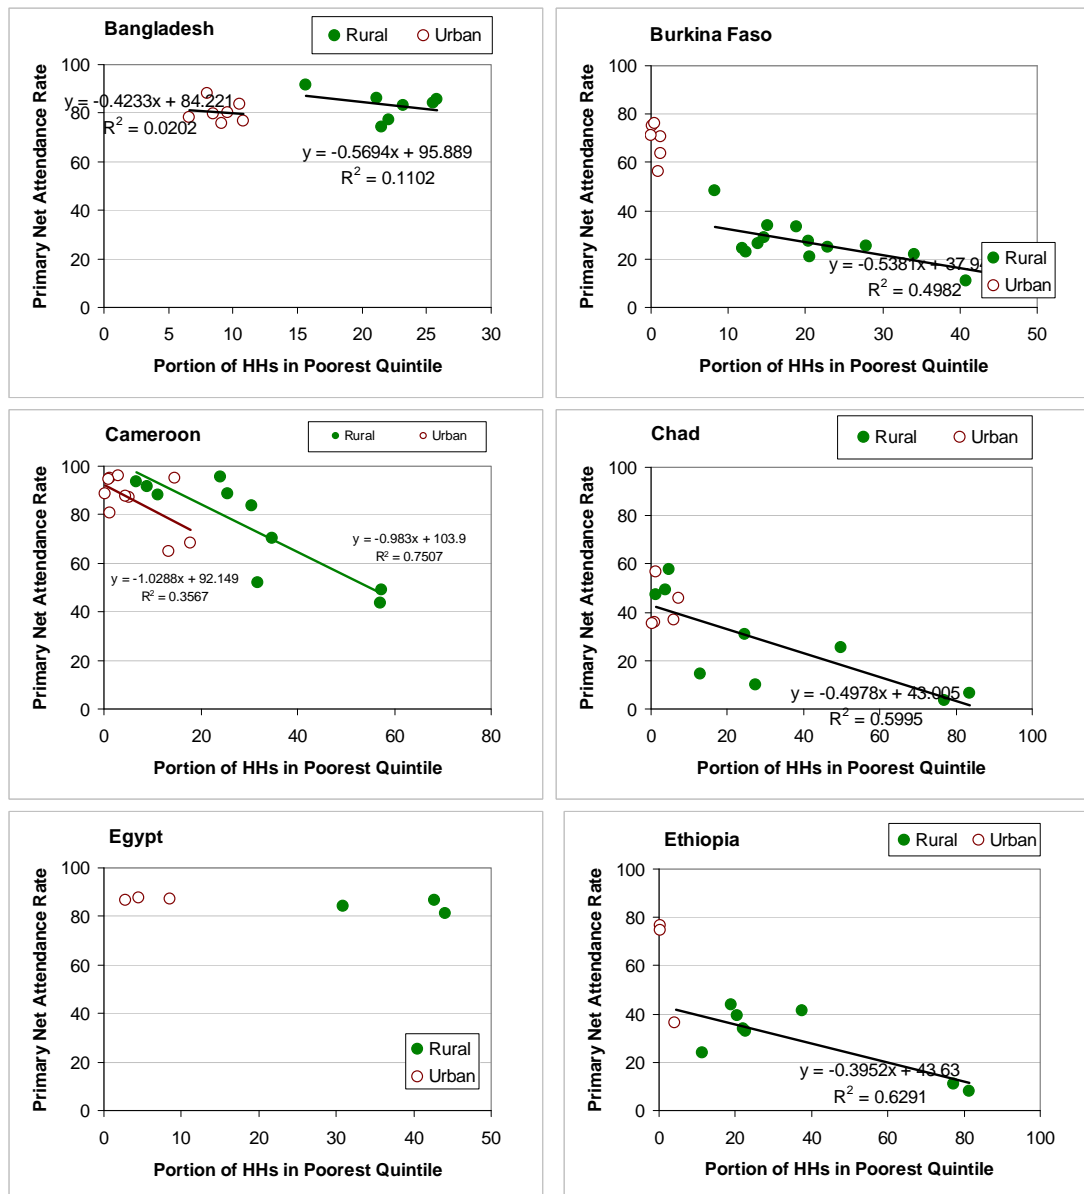 Bangladesh
Rural Urban
Primary Net Attendance Rate
100
80
60
40
20
0
y = -0.4233x + 84.221
R2 = 0.0202
y = -0.5694x + 95.889
R2 = 0.1102
0 5 10 15 20 25 30
Portion of HHs in Poorest Quintile
Burkina Faso
Primary Net Attendance Rate
100
80
60
40
20
0
y = -0.5381x + 37.9
R2 = 0.4982
Rural
Urban
0 10 20 30 40 50
Portion of HHs in Poorest Quintile
Cameroon
Rural Urban
Primary Net Attendance Rate
100
80
60
40
20
0
y = -0.983x + 103.9
R2 = 0.7507
y = -1.0288x + 92.149
R2 = 0.3567
0 20 40 60 80
Portion of HHs in Poorest Quintile
Chad
Rural Urban
Primary Net Attendance Rate
100
80
60
40
20
0
y = -0.4978x + 43.005
R2 = 0.5995
0 20 40 60 80 100
Portion of HHs in Poorest Quintile
Egypt
Primary Net Attendance Rate
100
80
60
40
20
0
Rural
Urban
0 10 20 30 40 50
Portion of HHs in Poorest Quintile
Ethiopia
Rural Urban
Primary Net Attendance Rate
100
80
60
40
20
0
y = -0.3952x + 43.63
R2 = 0.6291
0 20 40 60 80 100
Portion of HHs in Poorest Quintile